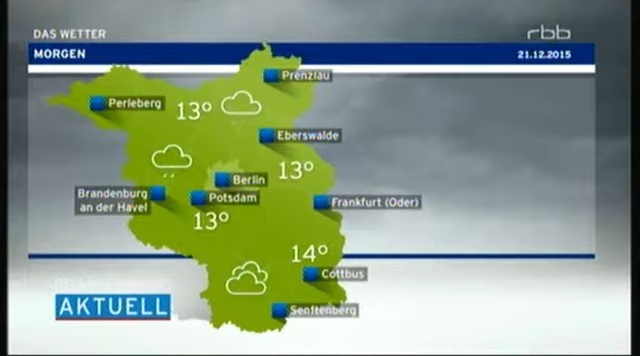 DAS WETTER
rbb
MORGEN
21.12.2015
Prenzlau
Perleberg
13°
Eberswalde
13°
Berlin
Brandenburg
an der Havel
Potsdam
Frankfurt (Oder)
13°
14°
Cottbus
Senftenberg
AKTUELL